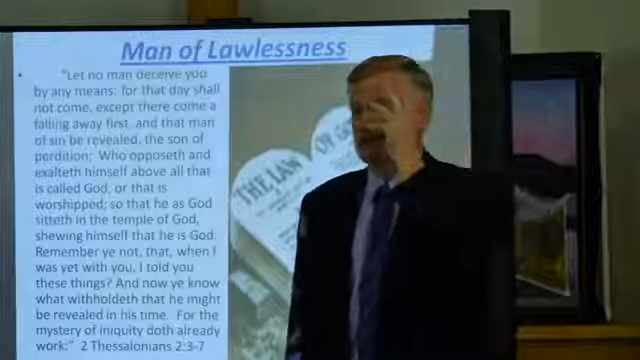 Man of Lawlessness
"Let no man deceive you
by any means: for that day shall
not come, except there come a
falling away first, and that man
of sin be revealed, the son of
perdition; Who opposeth and
exalteth himself above all that
is called God, or that is
worshipped; so that he as God
sitteth in the temple of God,
shewing himself that he is God.
Remember ye not, that, when I
was yet with you, I told you
these things? And now ye know
what withholdeth that he might
be revealed in his time. For the
mystery of iniquity doth already
work:" 2 Thessalonians 2:3-7
THE LAW
OF GOD